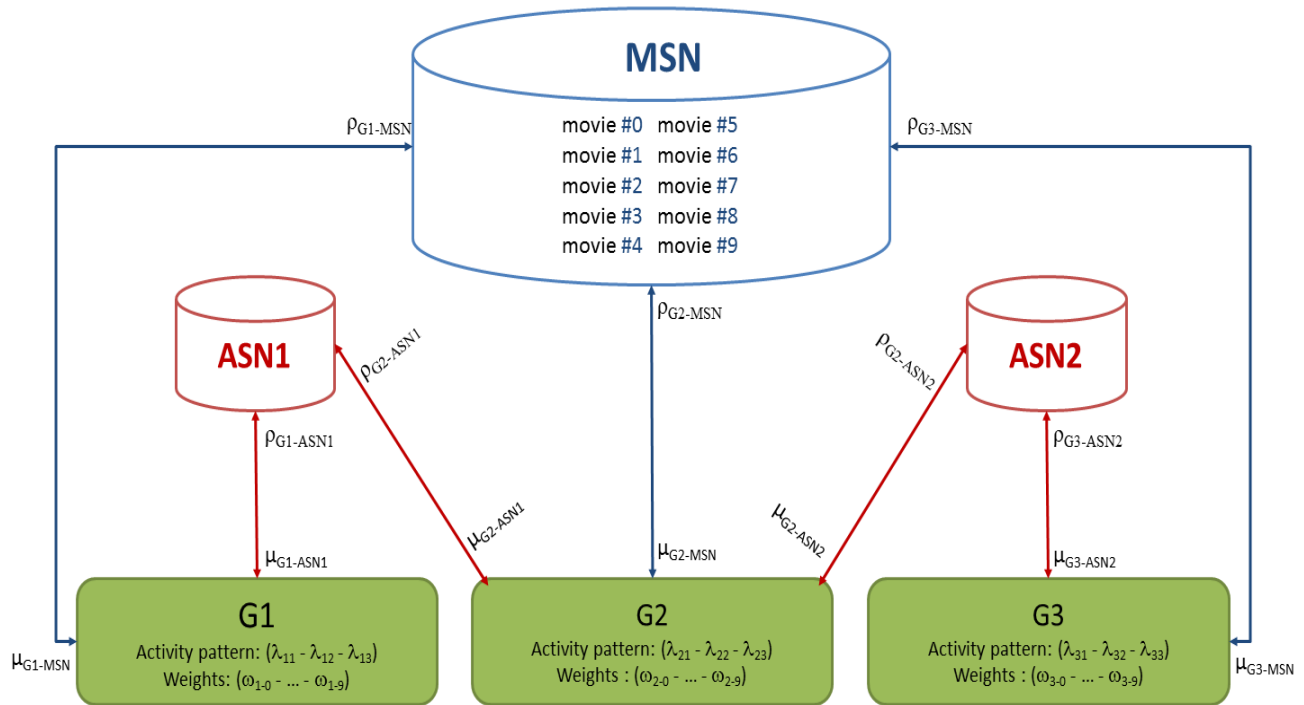 MSN
ρG1-MSN
ρG3-MSN
movie #0 movie #5
movie #1 movie #6
movie #2 movie #7
movie #3 movie #8
movie #4 movie #9
ρG2-MSN
ASN1
ρG2-ASN1
ρG2-ASN2
ASN2
ρG1-ASN1
ρG3-ASN2
μG2-ASN1
μG2-ASN2
μG1-ASN1
μG2-MSN
μG3-ASN2
G1
Activity pattern: (λ11 - λ12 - λ13)
Weights: (ω1-0 - ... - ω1-9)
G2
Activity pattern: (λ21 - λ22 - λ23)
Weights : (ω2-0 - ... - ω2-9)
G3
Activity pattern: (λ31 - λ32 - λ33)
Weights : (ω3-0 - ... - ω3-9)
μG1-MSN
μG3-MSN